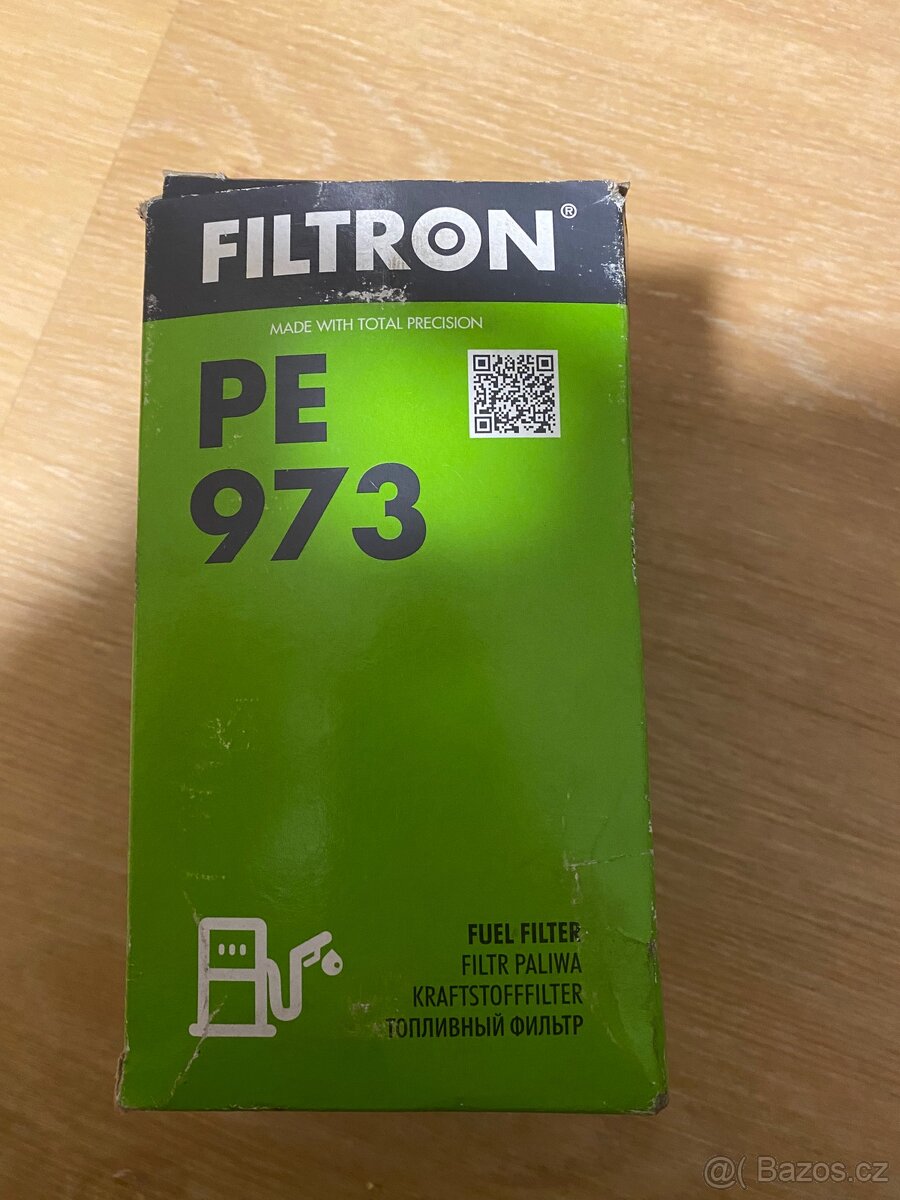 FILTRON®
MADE WITH TOTAL PRECISION
PE
973
FUEL FILTER
FILTR PALIWA
KRAFTSTOFFFILTER
ТОПЛИВНЫЙ ФИЛЬТР
@( Bazos.cz